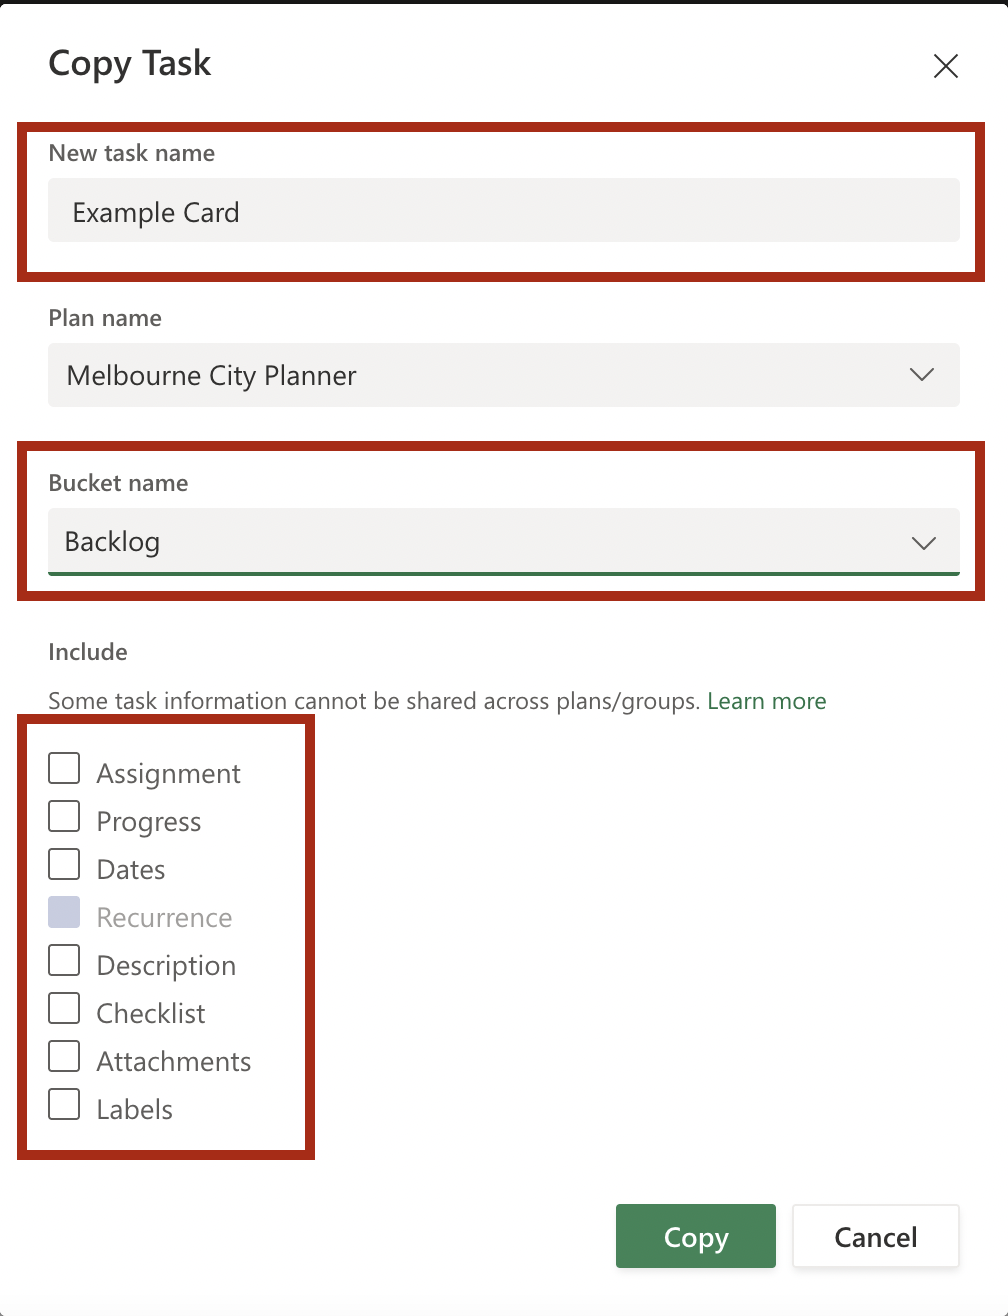 Copy Task
New task name
Example Card
Plan name
Melbourne City Planner
Bucket name
Backlog
Include
Some task information cannot be shared across plans/groups. Learn more
Assignment
Progress
Dates
Recurrence
Description
Checklist
Attachments
Labels
Copy Cancel